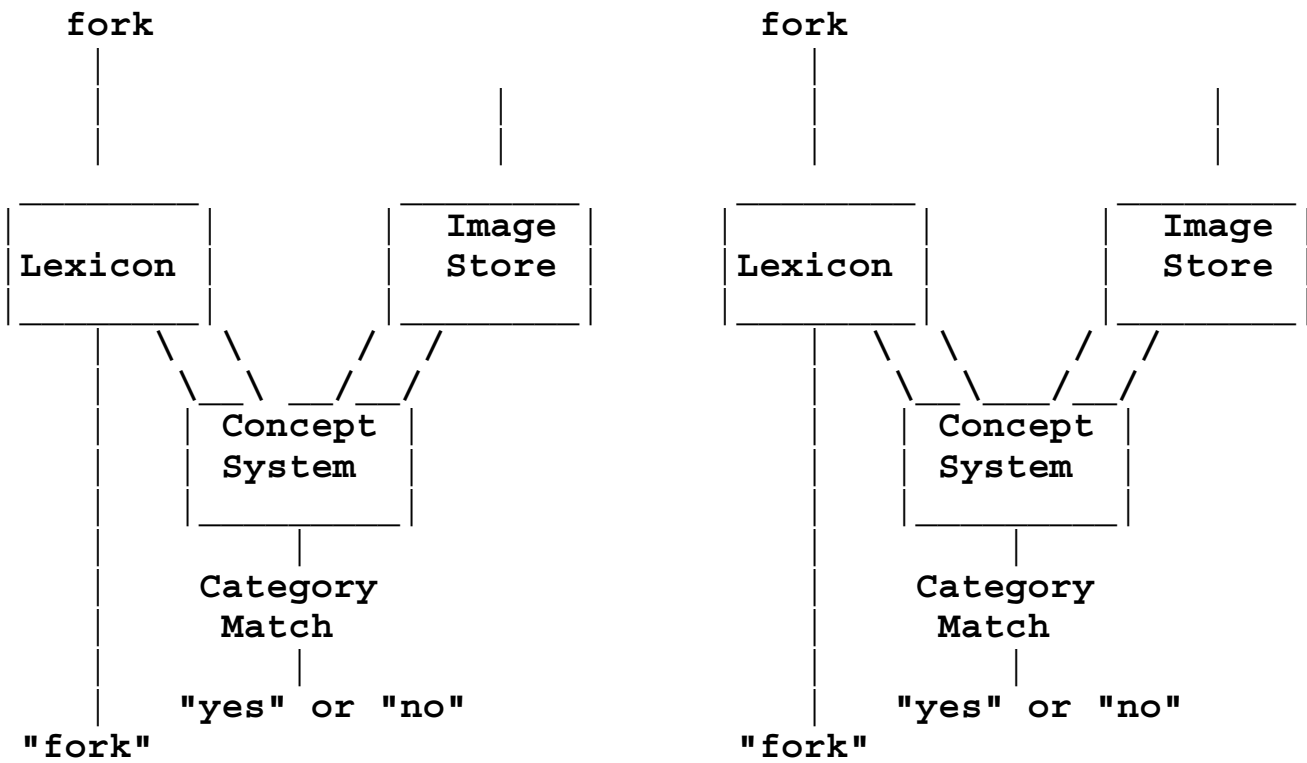 fork
Lexicon
Image
Store
Concept
System
Category
Match
"yes" or "no"
"fork"
fork
Lexicon
Image
Store
Concept
System
Category
Match
"yes" or "no"
"fork"